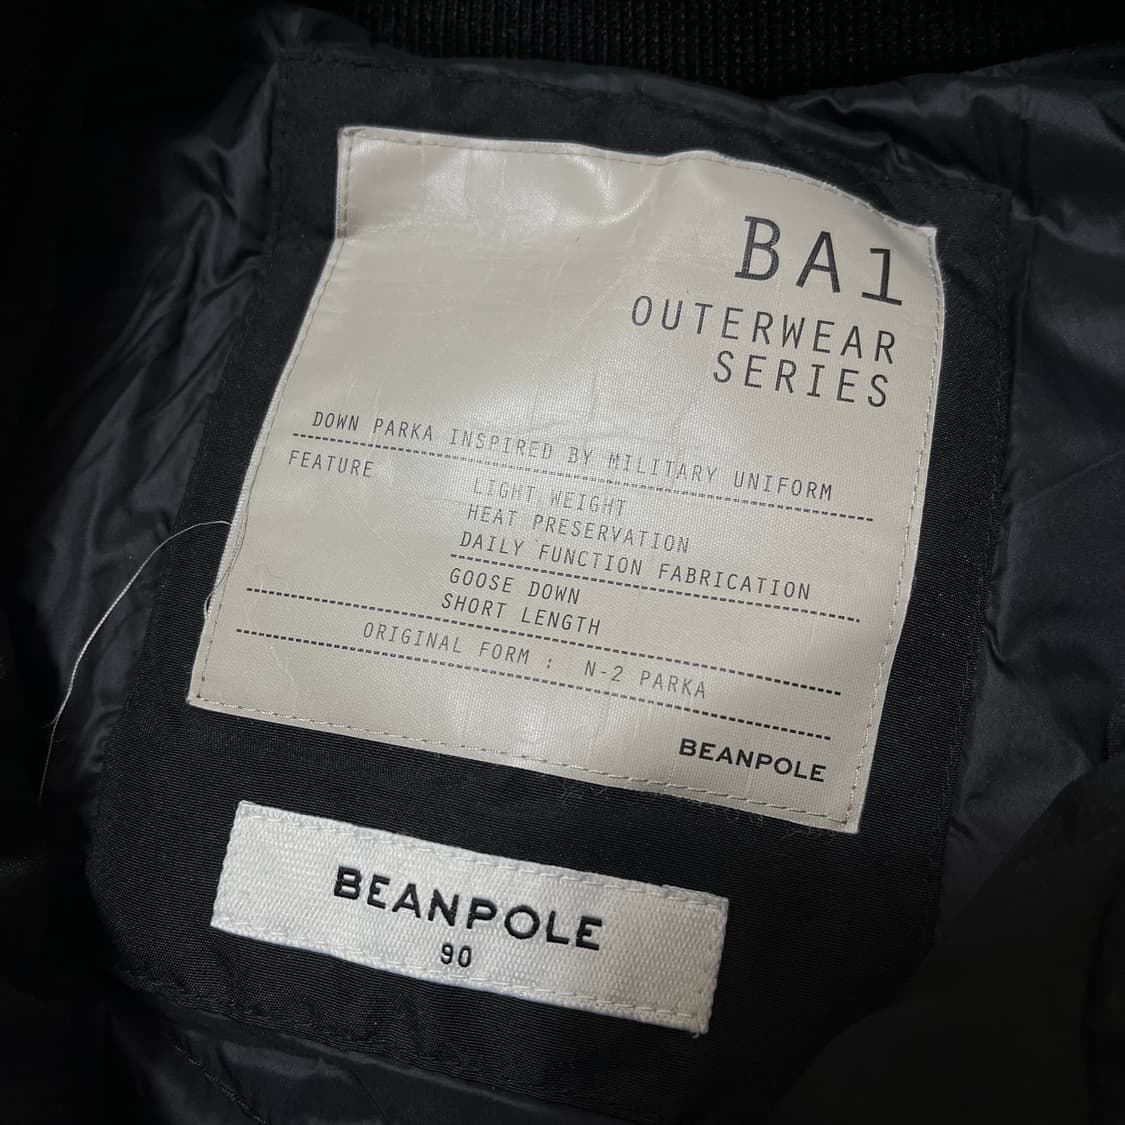 BA1
OUTERWEAR
SERIES
DOWN PARKA INSPIRED BY MILITARY UNIFORM
FEATURE
LIGHT WEIGHT
HEAT PRESERVATION
DAILY FUNCTION FABRICATION
GOOSE DOWN
SHORT LENGTH
ORIGINAL FORM : N-2 PARKA
BEANPOLE
BEANPOLE
90